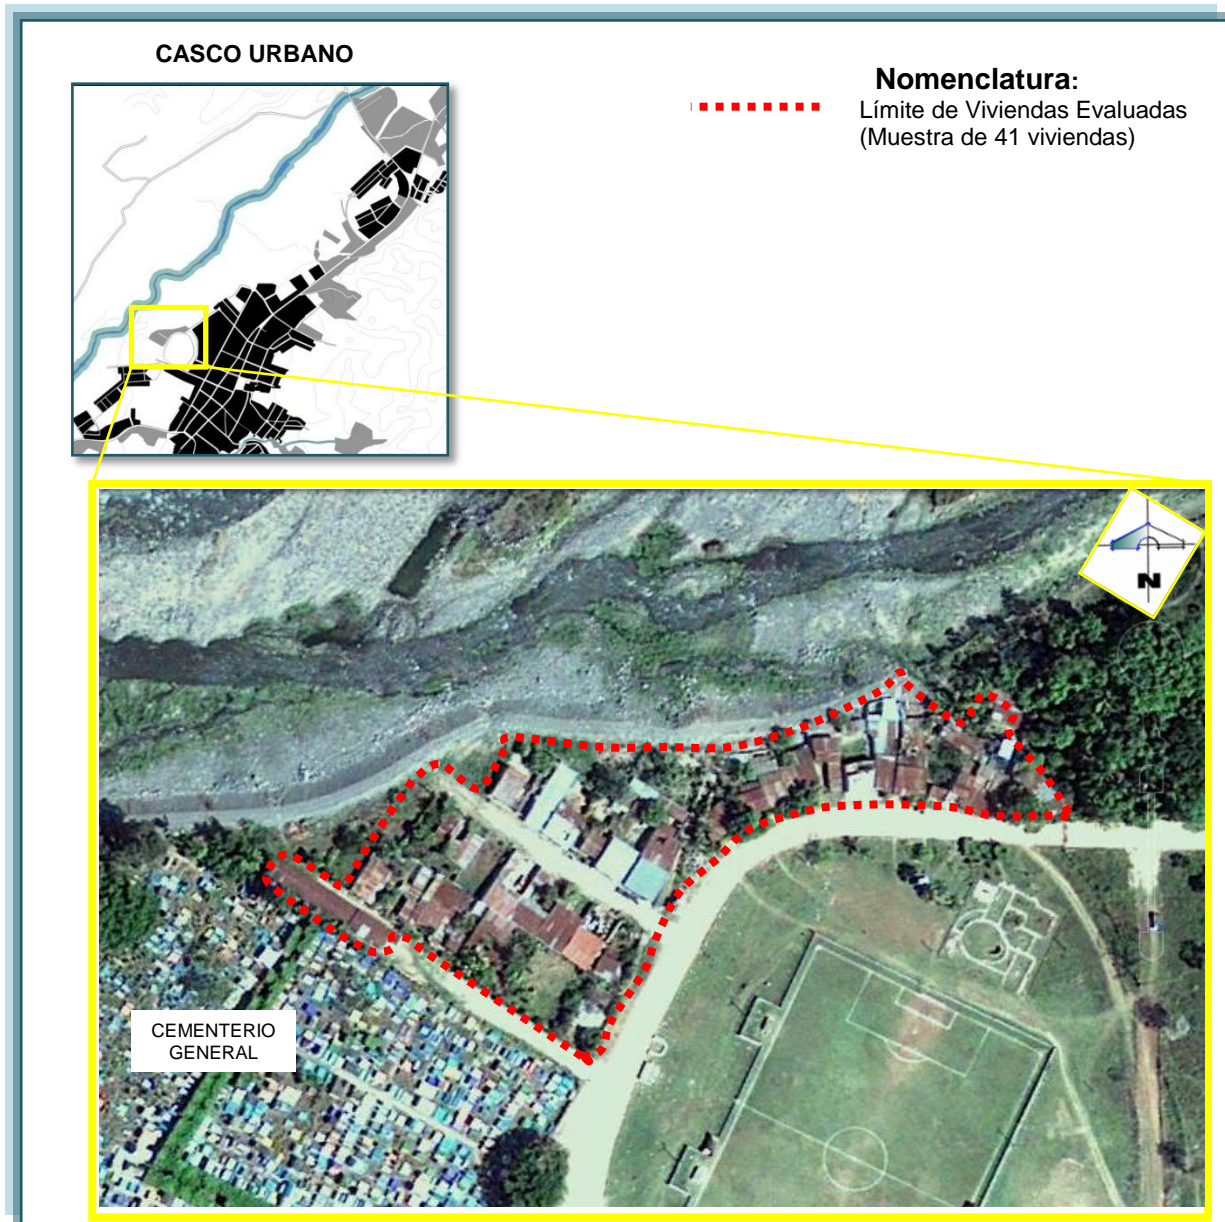 CASCO URBANO
Nomenclatura:
Límite de Viviendas Evaluadas
(Muestra de 41 viviendas)
N
CEMENTERIO
GENERAL